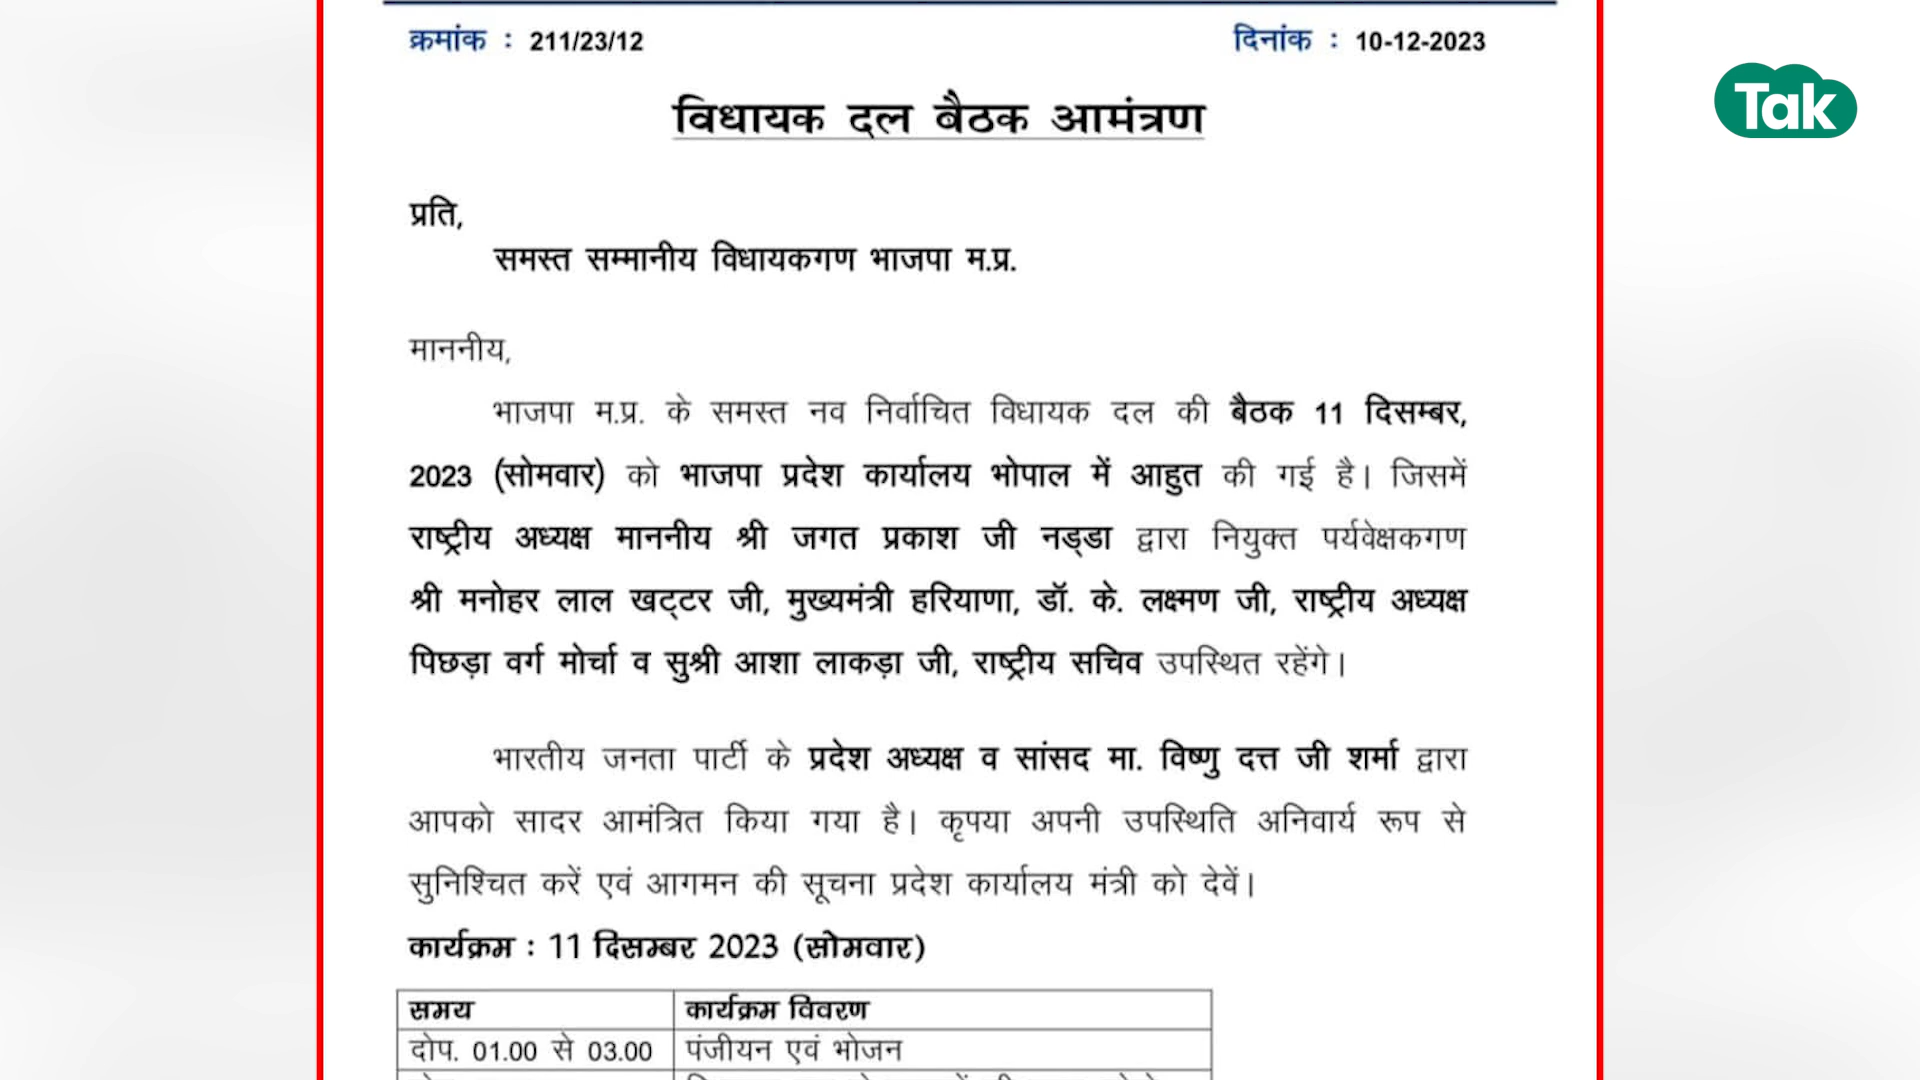 क्रमांक : 211/23/12 दिनांक : 10-12-2023
Tak
विधायक दल बैठक आमंत्रण
प्रति,
समस्त सम्मानीय विधायकगण भाजपा म.प्र.
माननीय,
भाजपा म.प्र. के समस्त नव निर्वाचित विधायक दल की बैठक 11 दिसम्बर,
2023 (सोमवार) को भाजपा प्रदेश कार्यालय भोपाल में आहुत की गई है। जिसमें
राष्ट्रीय अध्यक्ष माननीय श्री जगत प्रकाश जी नड्डा द्वारा नियुक्त पर्यवेक्षकगण
श्री मनोहर लाल खट्टर जी, मुख्यमंत्री हरियाणा, डॉ. के. लक्ष्मण जी, राष्ट्रीय अध्यक्ष
पिछड़ा वर्ग मोर्चा व सुश्री आशा लाकड़ा जी, राष्ट्रीय सचिव उपस्थित रहेंगे।
भारतीय जनता पार्टी के प्रदेश अध्यक्ष व सांसद मा. विष्णु दत्त जी शर्मा द्वारा
आपको सादर आमंत्रित किया गया है। कृपया अपनी उपस्थिति अनिवार्य रूप से
सुनिश्चित करें एवं आगमन की सूचना प्रदेश कार्यालय मंत्री को देवें।
कार्यक्रम : 11 दिसम्बर 2023 (सोमवार)
समय कार्यक्रम विवरण
दोप. 01.00 से 03.00 पंजीयन एवं भोजन